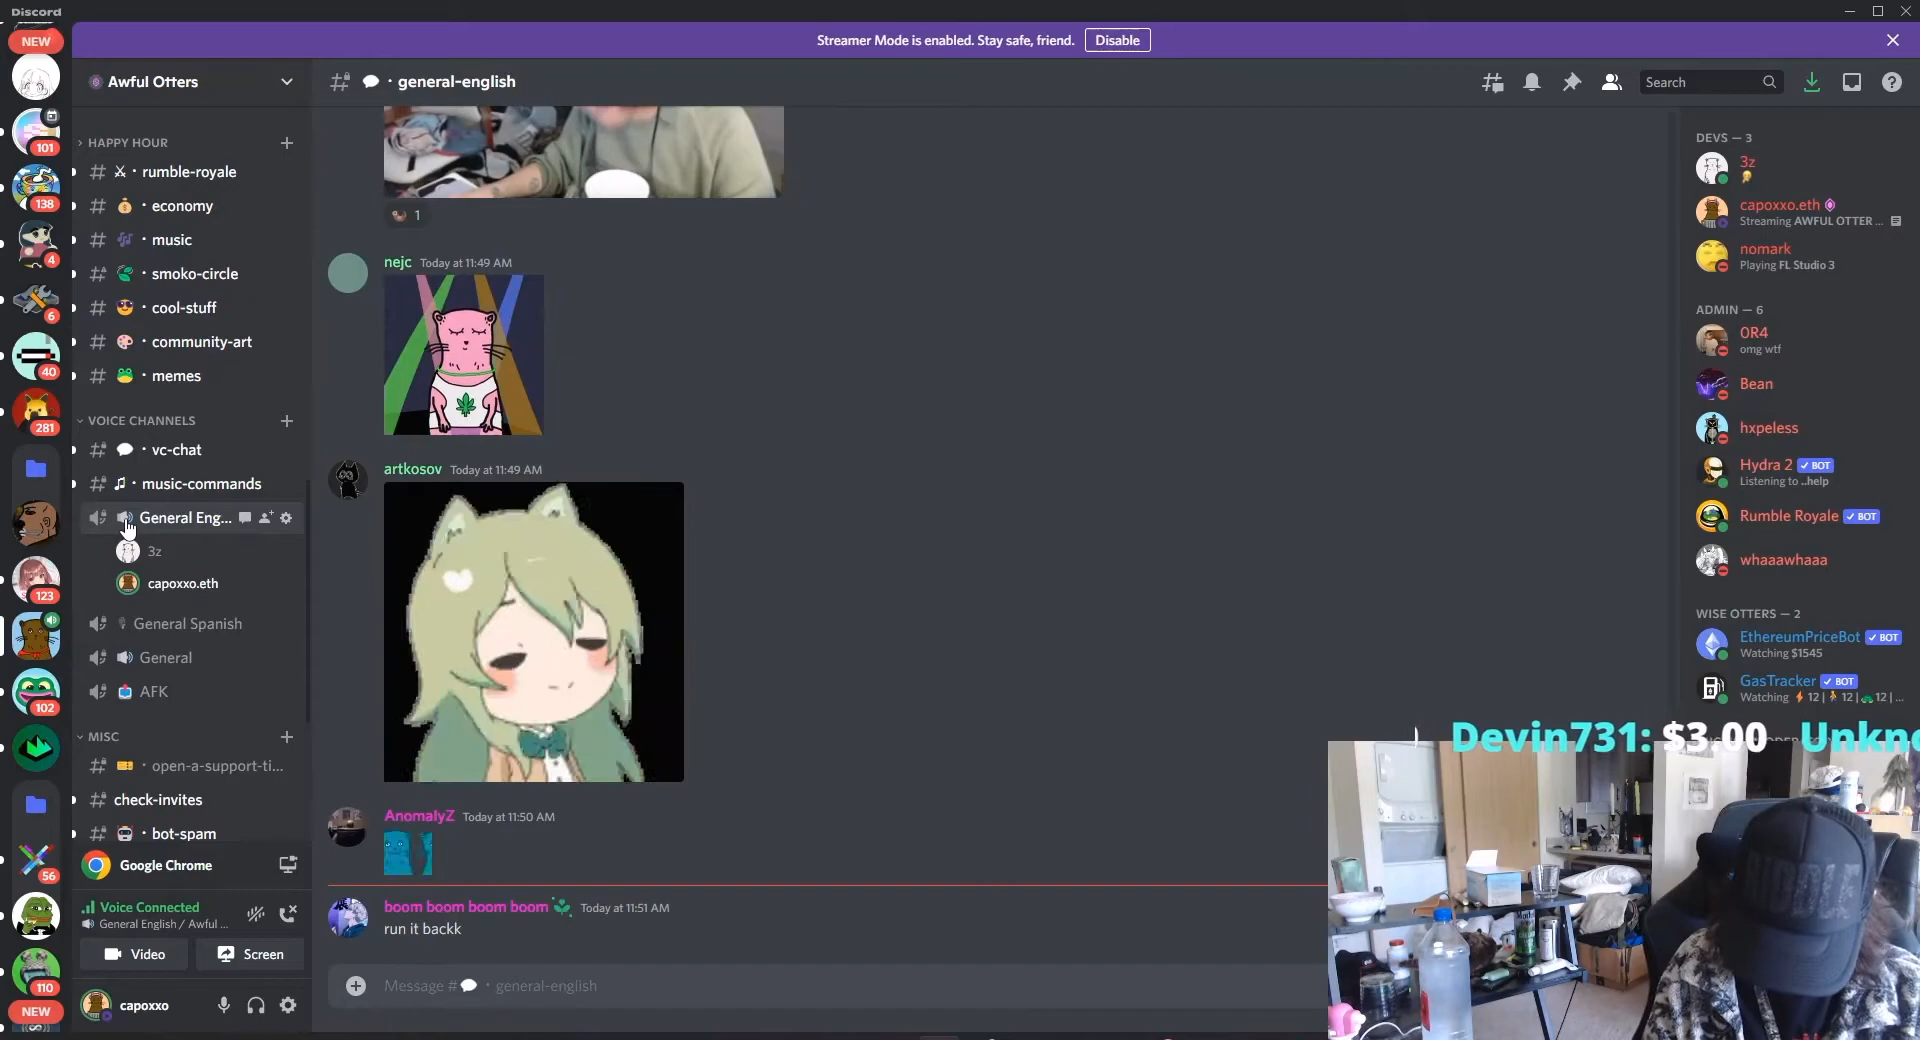 Discord
NEW
Streamer Mode is enabled. Stay safe, friend. Disable
Awful Otters
HAPPY HOUR
rumble-royale
economy
music
smoko-circle
cool-stuff
community-art
memes
VOICE CHANNELS
vc-chat
music-commands
General Eng...
3z
capoxxo.eth
General Spanish
General
AFK
MISC
open-a-support-ti...
check-invites
bot-spam
Google Chrome
Voice Connected
General English / Awful ...
Video
Screen
capoxxo
101
138
4
6
40
281
123
102
56
110
NEW
general-english
Search
1
nejc Today at 11:49 AM
artkosov Today at 11:49 AM
AnomalyZ Today at 11:50 AM
boom boom boom boom Today at 11:51 AM
run it backk
Message # general-english
DEVS — 3
3z
capoxxo.eth
Streaming AWFUL OTTER ...
nomark
Playing FL Studio 3
ADMIN — 6
0R4
omg wtf
Bean
hxpeless
Hydra 2 BOT
Listening to ..help
Rumble Royale BOT
whaaawhaaa
WISE OTTERS — 2
EthereumPriceBot BOT
Watching $1545
GasTracker BOT
Watching 12 | 12 | 12 | ...
Devin731: $3.00 Unkno